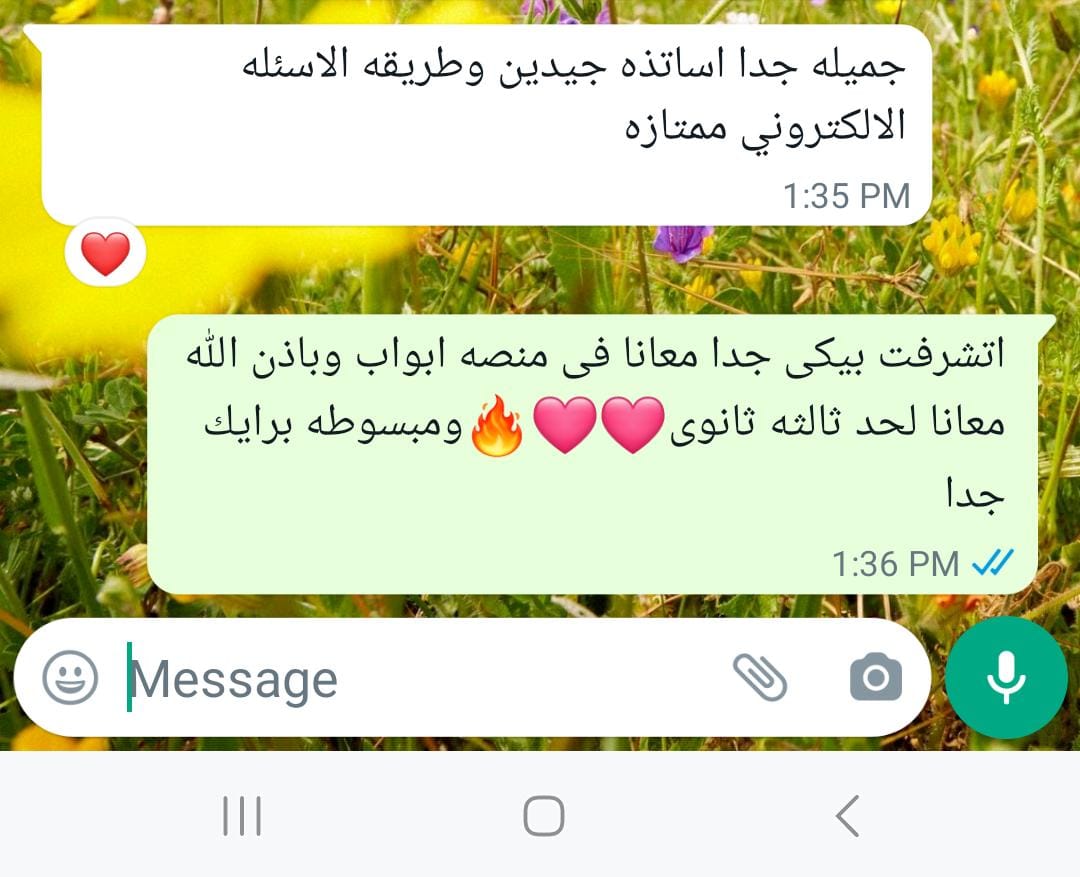 جميله جدا اساتذه جيدين وطريقه الاسئله
الالكتروني ممتازه
1:35 PM
❤️
اتشرفت بيكى جدا معانا فى منصه ابواب وباذن الله
معانا لحد ثالثه ثانوى🩷🩷🔥ومبسوطه برايك
جدا
1:36 PM
Message